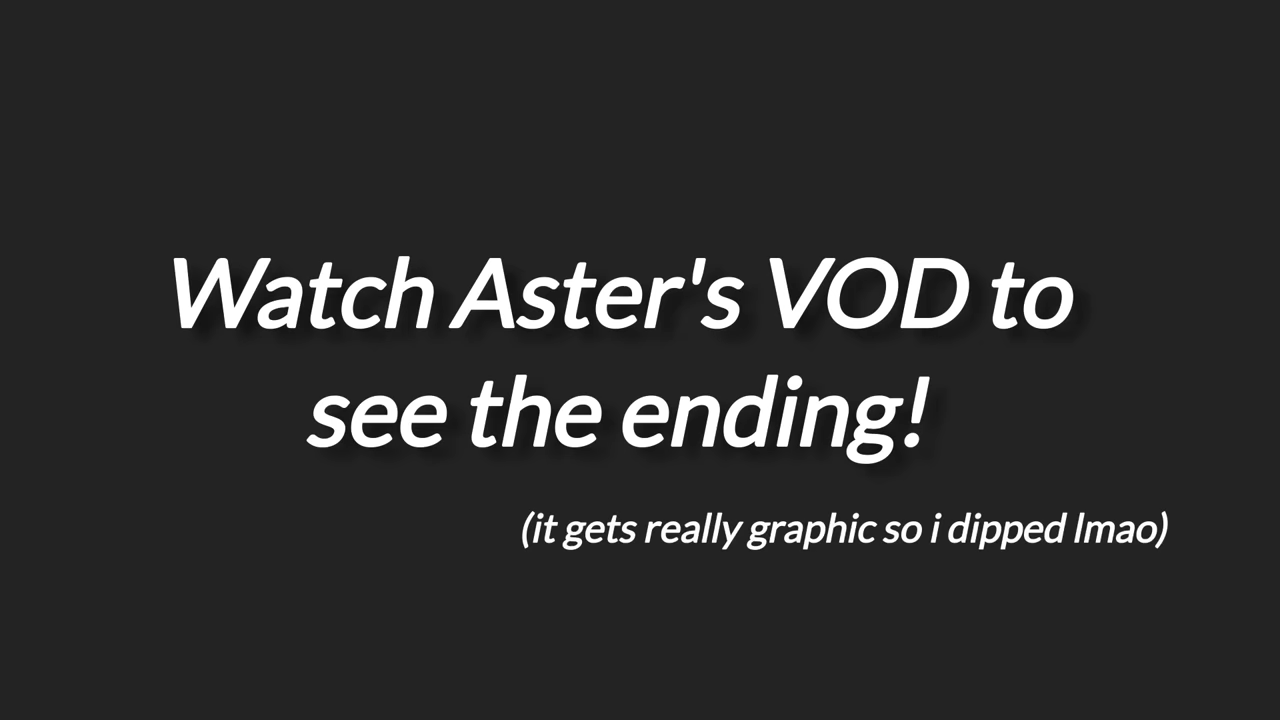 Watch Aster's VOD to
see the ending!
(it gets really graphic so i dipped lmao)